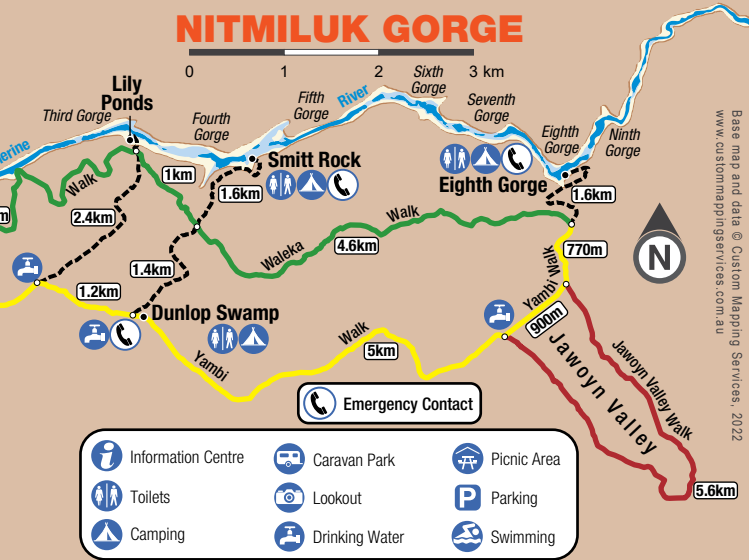 NITMILUK GORGE
0 1 2 3 km
Lily
Ponds
Third Gorge
Fourth
Gorge
Fifth
Gorge
River
Sixth
Gorge
Seventh
Gorge
Eighth
Gorge
Ninth
Gorge
Walk
1km
Smitt Rock
1.6km
Eighth Gorge
1.6km
2.4km
Waleka
4.6km
Walk
770m
1.4km
1.2km
Dunlop Swamp
Yambi
Walk
5km
Yambi
Walk
900m
Jawoyn Valley
Jawoyn Valley Walk
5.6km
N
Emergency Contact
Information Centre
Caravan Park
Picnic Area
Toilets
Lookout
P
Parking
Camping
Drinking Water
Swimming
Base map and data © Custom Mapping Services, 2022
www.custommappingservices.com.au